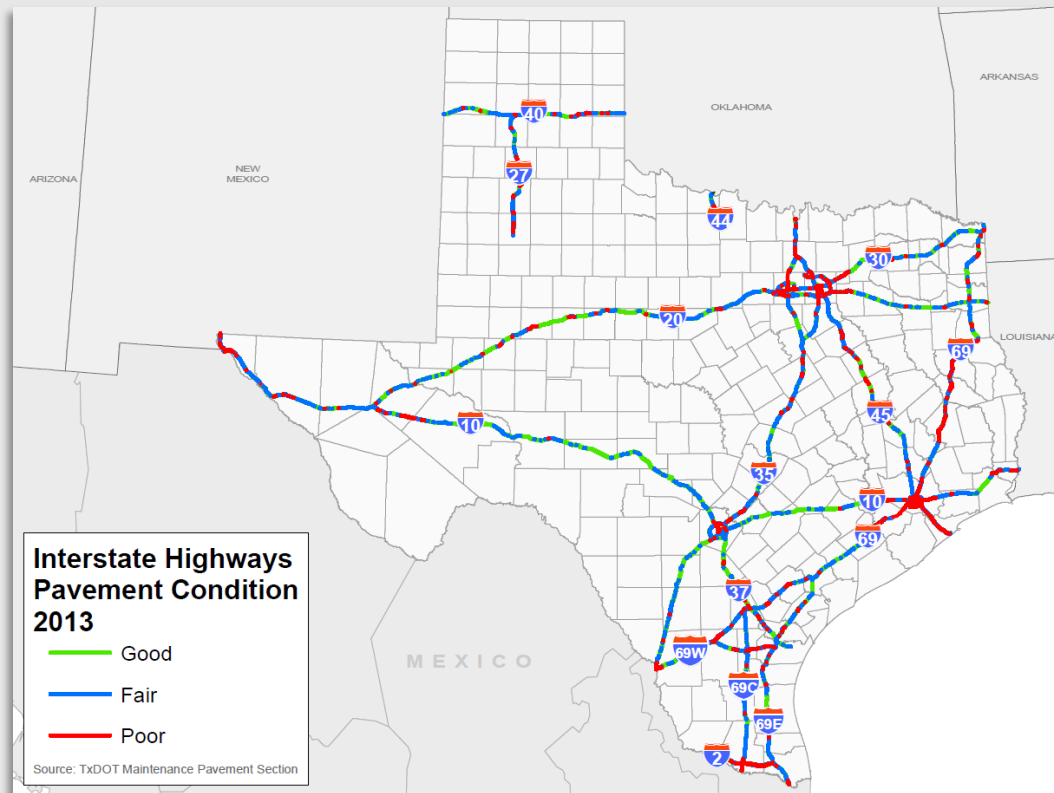 ARKANSAS
OKLAHOMA
40
NEW
MEXICO
ARIZONA
27
44
30
20
LOUISIANA
69
45
10
35
10
69
37
MEXICO
69W
69C
69E
2
Interstate Highways
Pavement Condition
2013
Good
Fair
Poor
Source: TxDOT Maintenance Pavement Section